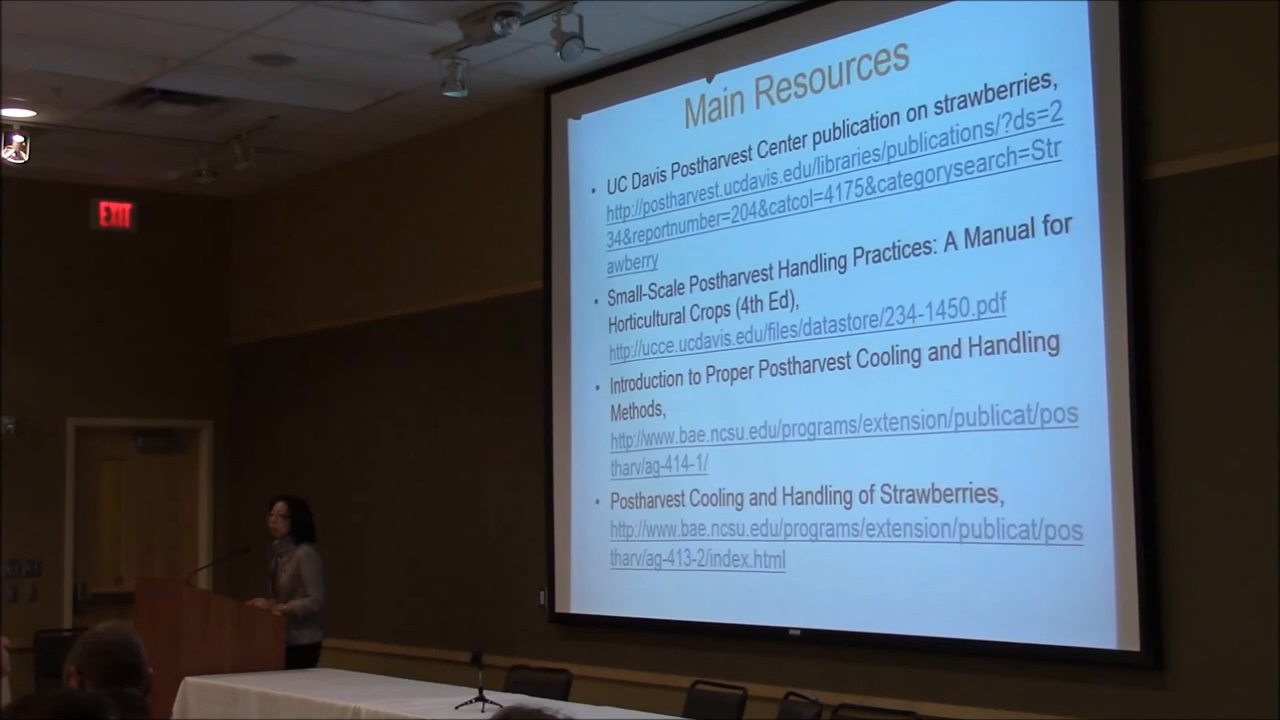 EXIT
Main Resources
• UC Davis Postharvest Center publication on strawberries,
http://postharvest.ucdavis.edu/libraries/publications/?ds=2
34&reportnumber=204&catcol=4175&categorysearch=Str
awberry
• Small-Scale Postharvest Handling Practices: A Manual for
Horticultural Crops (4th Ed),
http://ucce.ucdavis.edu/files/datastore/234-1450.pdf
• Introduction to Proper Postharvest Cooling and Handling
Methods,
http://www.bae.ncsu.edu/programs/extension/publicat/pos
tharv/ag-414-1/
• Postharvest Cooling and Handling of Strawberries,
http://www.bae.ncsu.edu/programs/extension/publicat/pos
tharv/ag-413-2/index.html